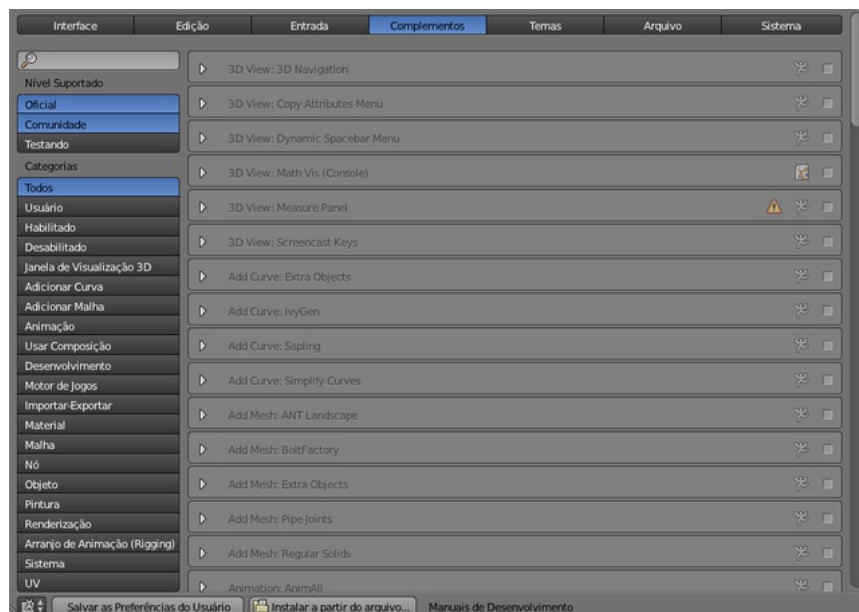 Interface Edição Entrada Complementos Temas Arquivo Sistema
Nível Suportado
Oficial
Comunidade
Testando
Categorias
Todos
Usuário
Habilitado
Desabilitado
Janela de Visualização 3D
Adicionar Curva
Adicionar Malha
Animação
Usar Composição
Desenvolvimento
Motor de Jogos
Importar-Exportar
Material
Malha
Nó
Objeto
Pintura
Renderização
Arranjo de Animação (Rigging)
Sistema
UV
3D View: 3D Navigation
3D View: Copy Attributes Menu
3D View: Dynamic Spacebar Menu
3D View: Math Vis (Console)
3D View: Measure Panel
3D View: Screencast Keys
Add Curve: Extra Objects
Add Curve: IvyGen
Add Curve: Sapling
Add Curve: Simplify Curves
Add Mesh: ANT Landscape
Add Mesh: BoltFactory
Add Mesh: Extra Objects
Add Mesh: Pipe Joints
Add Mesh: Regular Solids
Animation: AnimAll
Salvar as Preferências do Usuário Instalar a partir do arquivo... Manuais de Desenvolvimento